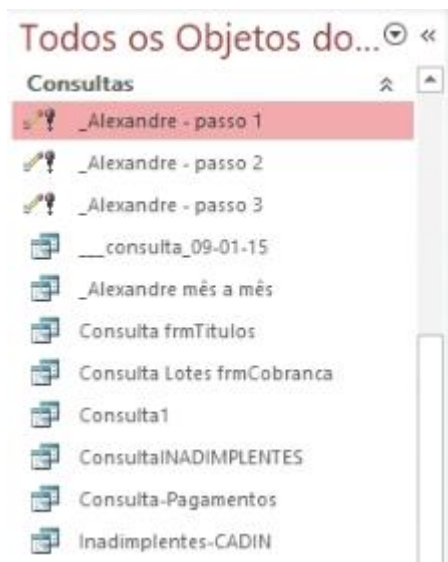 Todos os Objetos do...
Consultas
_Alexandre - passo 1
_Alexandre - passo 2
_Alexandre - passo 3
___consulta_09-01-15
_Alexandre mês a mês
Consulta frmTitulos
Consulta Lotes frmCobranca
Consulta1
ConsultaINADIMPLENTES
Consulta-Pagamentos
Inadimplentes-CADIN